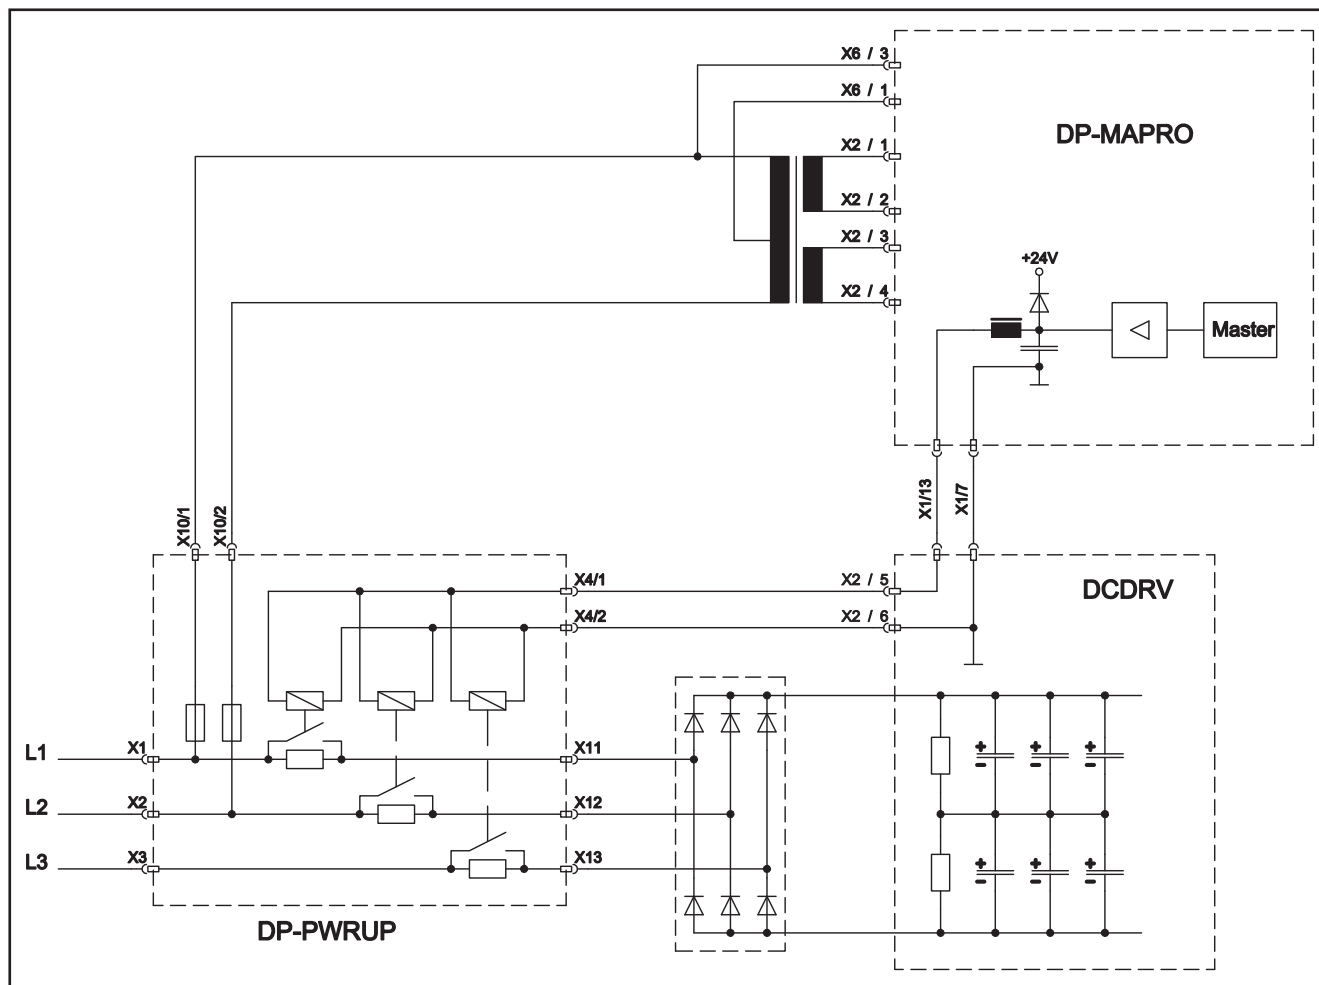 X6 / 3
X6 / 1
DP-MAPRO
X2 / 1
X2 / 2
X2 / 3
+24V
X2 / 4
Master
X1/13
X1/7
X10/1
X10/2
X4/1
X2 / 5
DCDRV
X4/2
X2 / 6
L1
X1
X11
+
+
+
-
-
-
L2
X2
X12
L3
X3
X13
+
+
+
-
-
-
DP-PWRUP